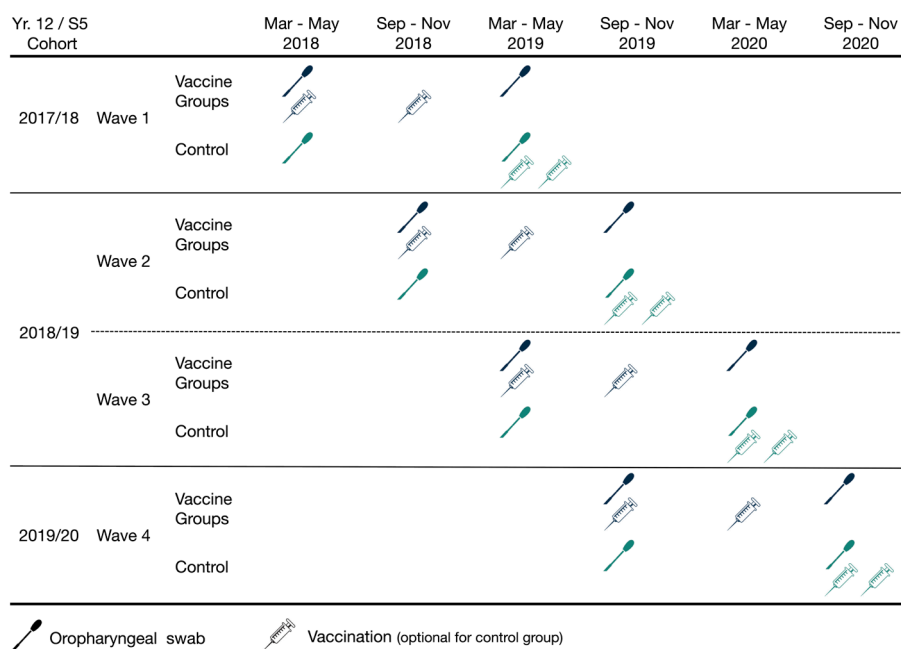 Yr. 12 / S5 Cohort Mar - May 2018 Sep - Nov 2018 Mar - May 2019 Sep - Nov 2019 Mar - May 2020 Sep - Nov 2020
2017/18 Wave 1
Vaccine Groups
Control
2018/19
Wave 2
Vaccine Groups
Control
Wave 3
Vaccine Groups
Control
2019/20 Wave 4
Vaccine Groups
Control
Oropharyngeal swab Vaccination (optional for control group)